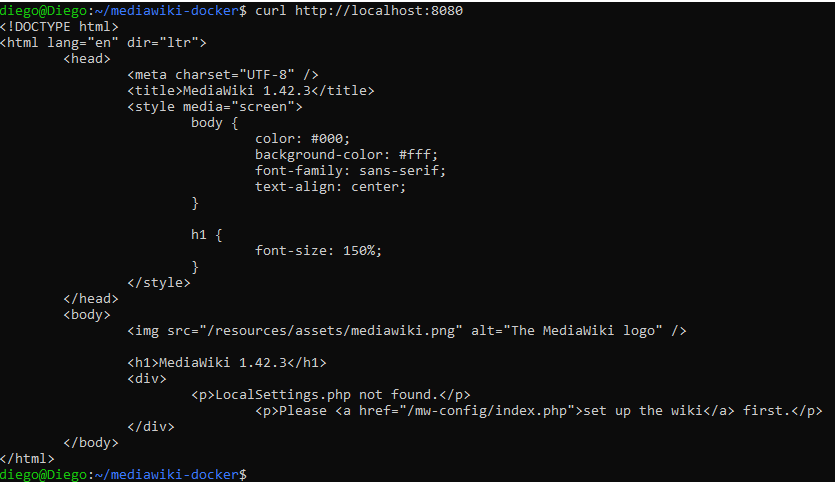 diego@Diego:~/mediawiki-docker$ curl http://localhost:8080
<!DOCTYPE html>
<html lang="en" dir="ltr">
        <head>
                <meta charset="UTF-8" />
                <title>MediaWiki 1.42.3</title>
                <style media="screen">
                        body {
                                color: #000;
                                background-color: #fff;
                                font-family: sans-serif;
                                text-align: center;
                        }

                        h1 {
                                font-size: 150%;
                        }
                </style>
        </head>
        <body>
                <img src="/resources/assets/mediawiki.png" alt="The MediaWiki logo" />

                <h1>MediaWiki 1.42.3</h1>
                <div>
                        <p>LocalSettings.php not found.</p>
                                <p>Please <a href="/mw-config/index.php">set up the wiki</a> first.</p>
                </div>
        </body>
</html>
diego@Diego:~/mediawiki-docker$